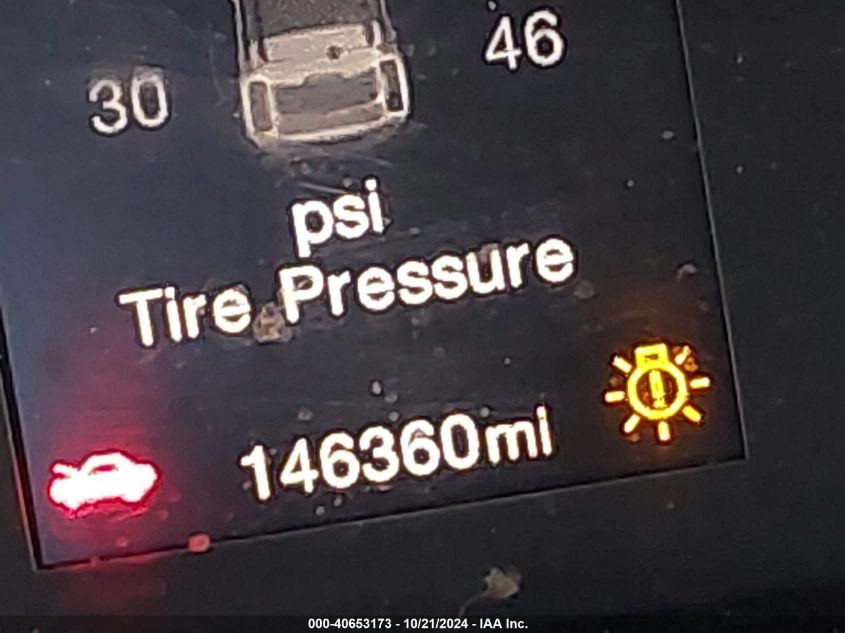 30 46
psi
Tire Pressure
146360mi
000-40653173 - 10/21/2024 - IAA Inc.